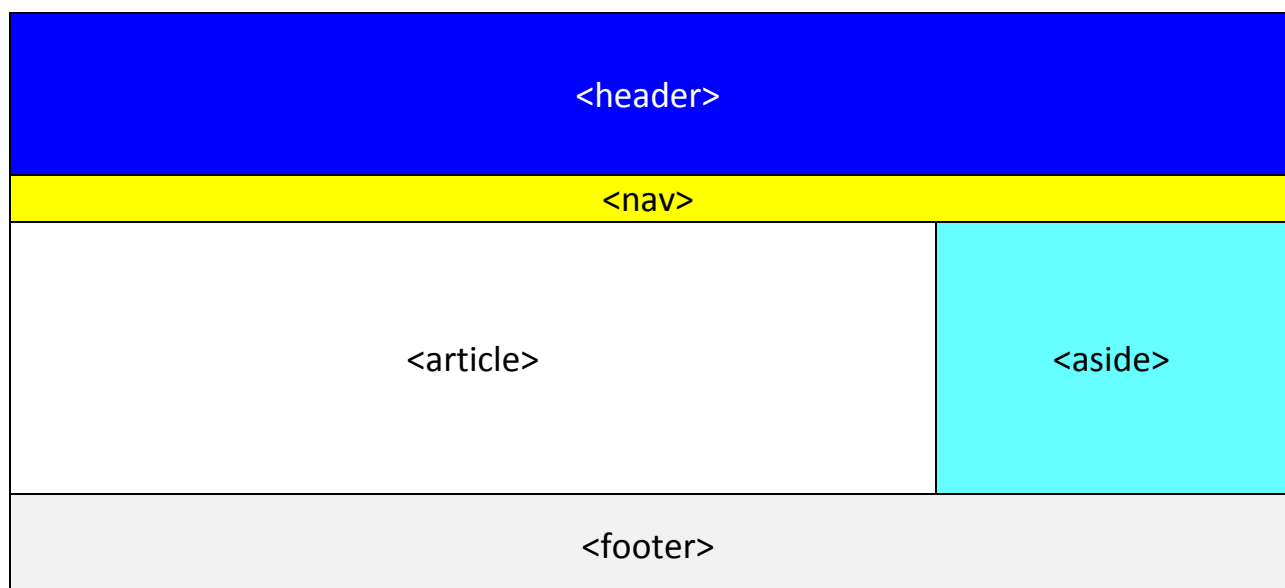 <header>
<nav>
<article>
<aside>
<footer>